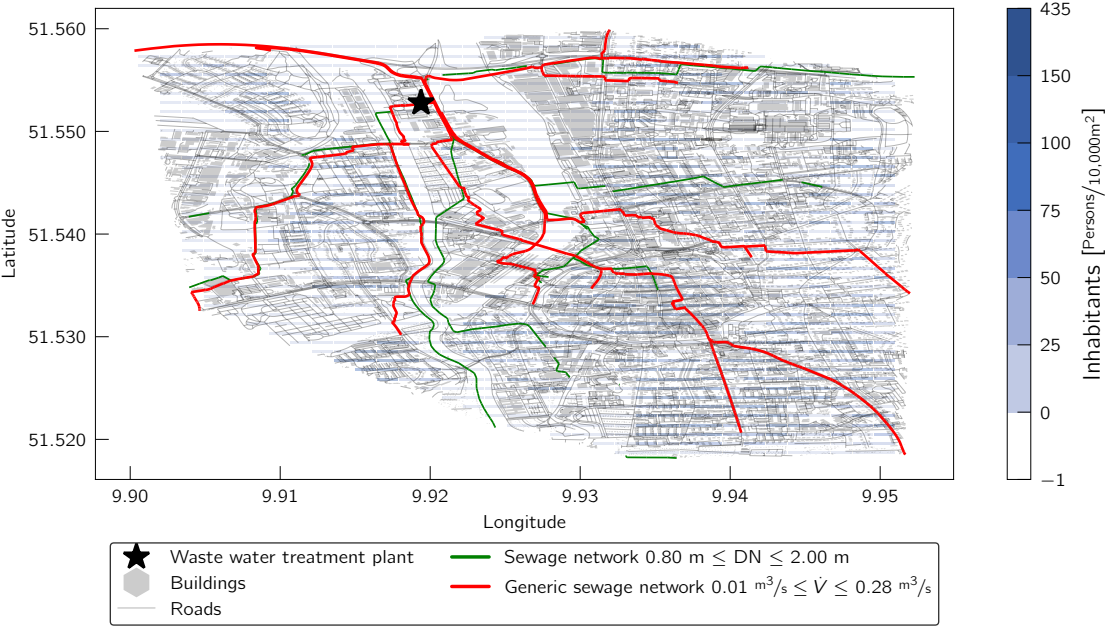 51.560
51.550
51.540
51.530
51.520
Latitude
9.90 9.91 9.92 9.93 9.94 9.95
Longitude
435
150
100
75
50
25
0
−1
Inhabitants [Persons/10,000m²]
Waste water treatment plant
Buildings
Roads
Sewage network 0.80 m ≤ DN ≤ 2.00 m
Generic sewage network 0.01 m³/s ≤ V̇ ≤ 0.28 m³/s